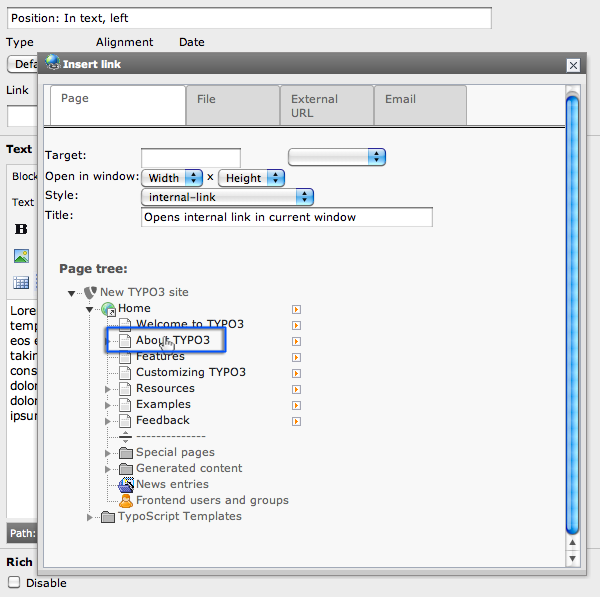 Position: In text, left
Type Alignment Date
Defa
Link
Insert link
Page File External URL Email
Text
Block
Text
B
Target:
Open in window: Width x Height
Style: internal-link
Title: Opens internal link in current window
Page tree:
New TYPO3 site
Home
Welcome to TYPO3
About TYPO3
Features
Customizing TYPO3
Resources
Examples
Feedback
--------------
Special pages
Generated content
News entries
Frontend users and groups
TypoScript Templates
Lore
temp
eos e
takin
cons
dolor
dolor
ipsum
Path:
Rich
Disable